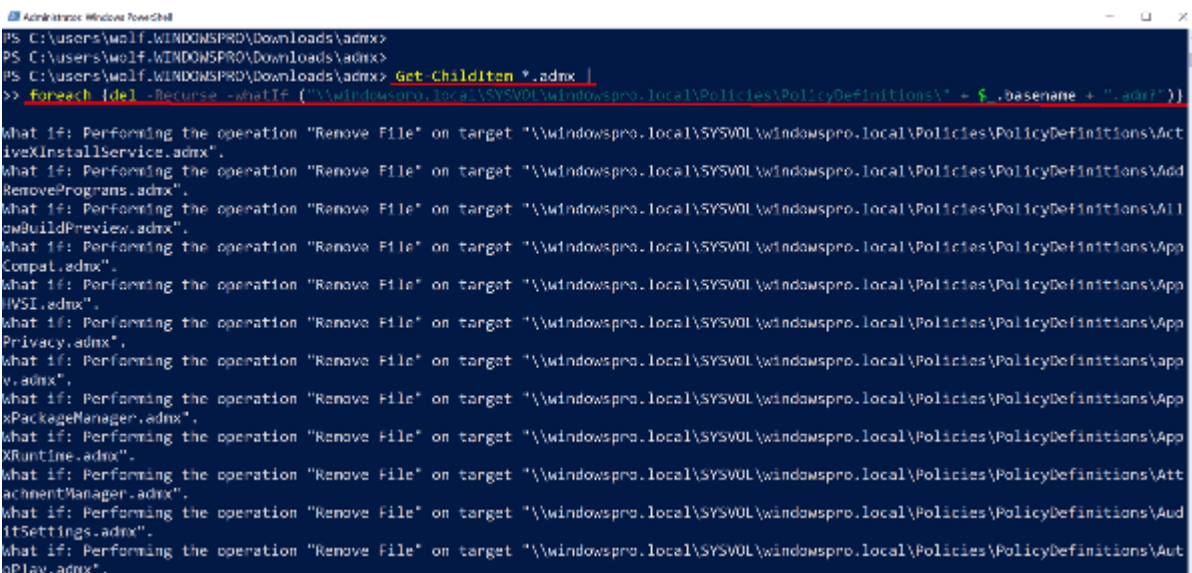 Administrator: Windows PowerShell
PS C:\users\wolf.WINDOWSPRO\Downloads\admx>
PS C:\users\wolf.WINDOWSPRO\Downloads\admx>
PS C:\users\wolf.WINDOWSPRO\Downloads\admx> Get-ChildItem *.admx |
>> foreach {del -Recurse -whatIf ("\\windowspro.local\SYSVOL\windowspro.local\Policies\PolicyDefinitions\" + $_.basename + ".adm?")}
What if: Performing the operation "Remove File" on target "\\windowspro.local\SYSVOL\windowspro.local\Policies\PolicyDefinitions\Act
iveXInstallService.admx".
What if: Performing the operation "Remove File" on target "\\windowspro.local\SYSVOL\windowspro.local\Policies\PolicyDefinitions\Add
RemovePrograms.admx".
What if: Performing the operation "Remove File" on target "\\windowspro.local\SYSVOL\windowspro.local\Policies\PolicyDefinitions\All
owBuildPreview.admx".
What if: Performing the operation "Remove File" on target "\\windowspro.local\SYSVOL\windowspro.local\Policies\PolicyDefinitions\App
Compat.admx".
What if: Performing the operation "Remove File" on target "\\windowspro.local\SYSVOL\windowspro.local\Policies\PolicyDefinitions\App
HVSI.admx".
What if: Performing the operation "Remove File" on target "\\windowspro.local\SYSVOL\windowspro.local\Policies\PolicyDefinitions\App
Privacy.admx".
What if: Performing the operation "Remove File" on target "\\windowspro.local\SYSVOL\windowspro.local\Policies\PolicyDefinitions\app
v.admx".
What if: Performing the operation "Remove File" on target "\\windowspro.local\SYSVOL\windowspro.local\Policies\PolicyDefinitions\App
xPackageManager.admx".
What if: Performing the operation "Remove File" on target "\\windowspro.local\SYSVOL\windowspro.local\Policies\PolicyDefinitions\App
XRuntime.admx".
What if: Performing the operation "Remove File" on target "\\windowspro.local\SYSVOL\windowspro.local\Policies\PolicyDefinitions\Att
achmentManager.admx".
What if: Performing the operation "Remove File" on target "\\windowspro.local\SYSVOL\windowspro.local\Policies\PolicyDefinitions\Aud
itSettings.admx".
What if: Performing the operation "Remove File" on target "\\windowspro.local\SYSVOL\windowspro.local\Policies\PolicyDefinitions\Aut
oPlay.admx".